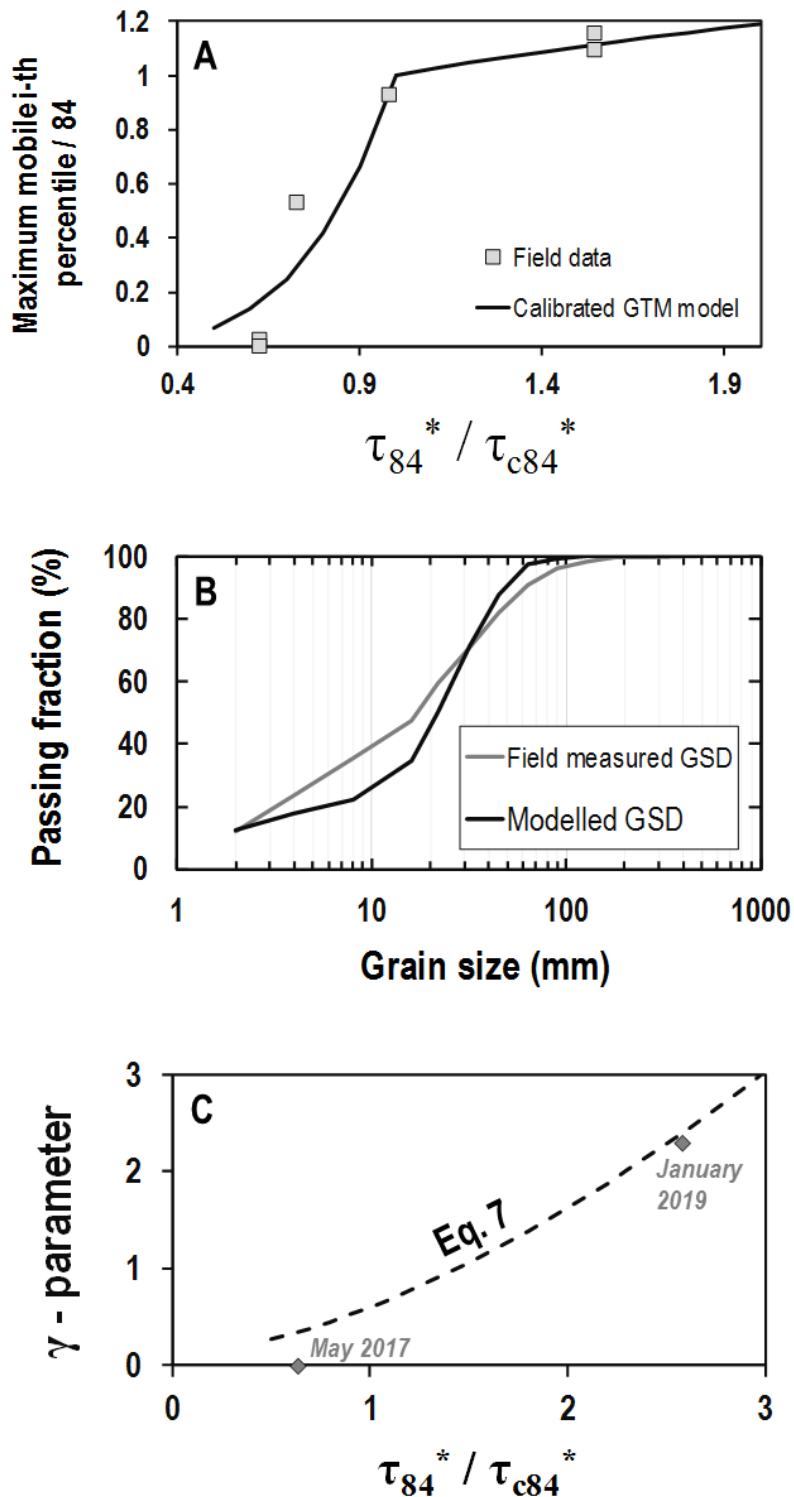 A
Maximum mobile i-th
percentile / 84
1.2
1
0.8
0.6
0.4
0.2
0
Field data
Calibrated GTM model
0.4
0.9
1.4
1.9
τ84* / τc84*
B
Passing fraction (%)
100
80
60
40
20
0
Field measured GSD
Modelled GSD
1
10
100
1000
Grain size (mm)
C
γ - parameter
3
2
1
0
Eq. 7
January
2019
May 2017
0
1
2
3
τ84* / τc84*